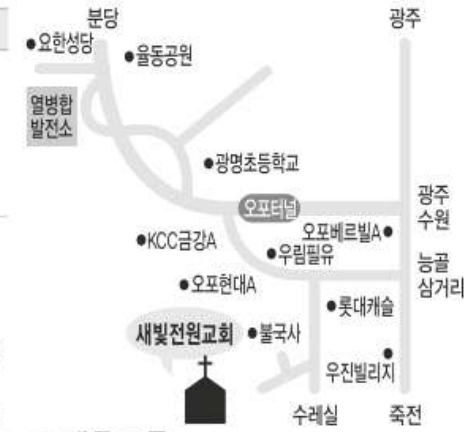 분당
광주
요한성당
율동공원
열병합
발전소
광명초등학교
오포터널
광주
수원
오포베르빌A
KCC금강A
우림필유
능골
삼거리
오포현대A
롯대캐슬
새빛전원교회
불국사
우진빌리지
수레실
죽전